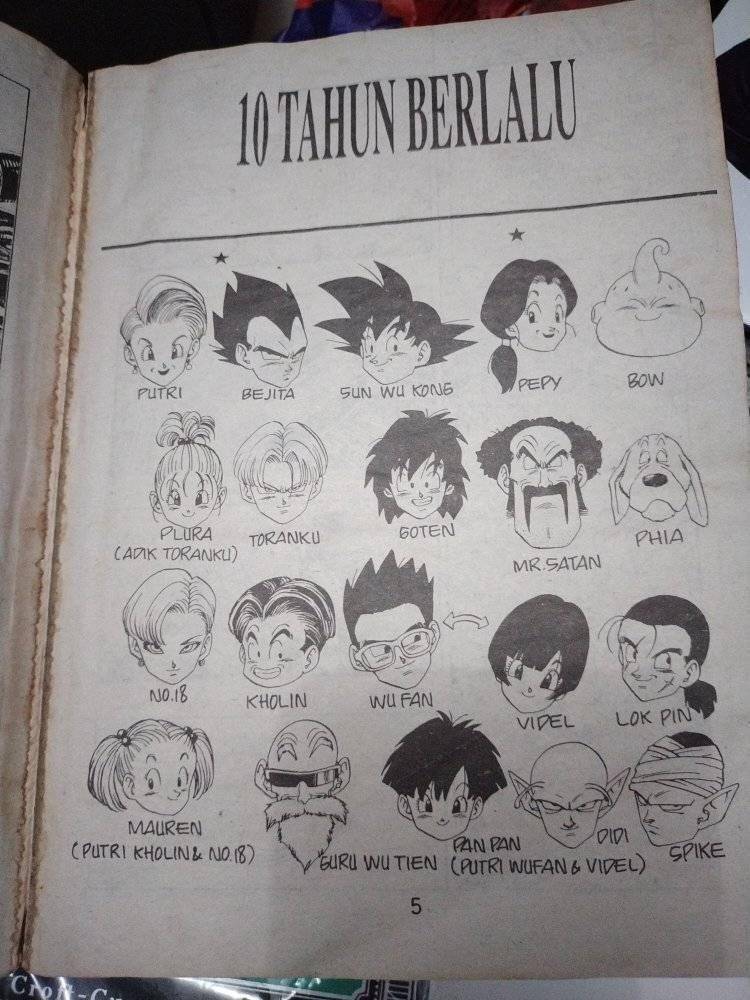 10 TAHUN BERLALU
PUTRI
BEJITA
SUN WU KONG
PEPY
BOW
PLURA
(ADIK TORANKU)
TORANKU
GOTEN
MR. SATAN
PHIA
NO.18
KHOLIN
WU FAN
VIDEL
LOK PIN
MAUREN
(PUTRI KHOLIN & NO.18)
GURU WU TIEN
PAN PAN
(PUTRI WUFAN & VIDEL)
DIDI
SPIKE
5